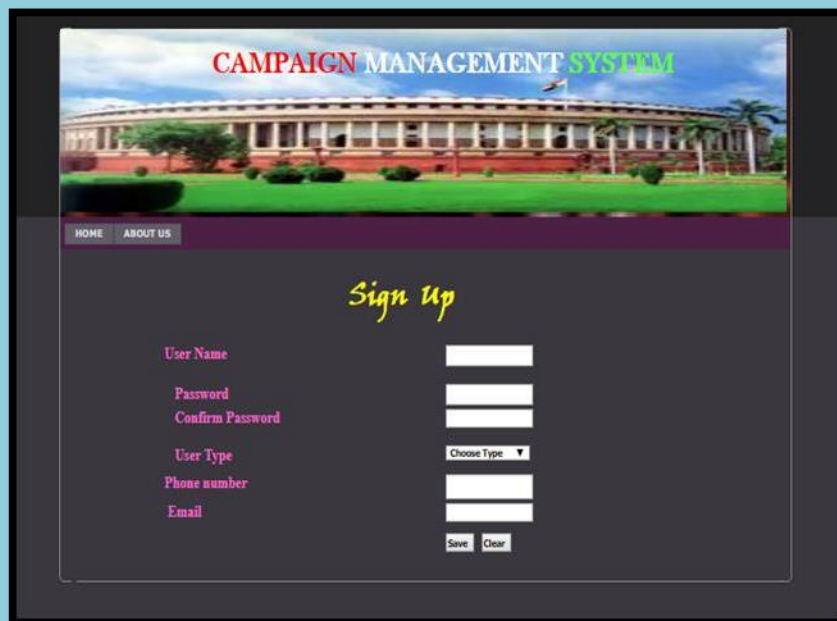 CAMPAIGN MANAGEMENT SYSTEM
HOME ABOUT US
Sign Up
User Name
Password
Confirm Password
User Type Choose Type
Phone number
Email
Save Clear